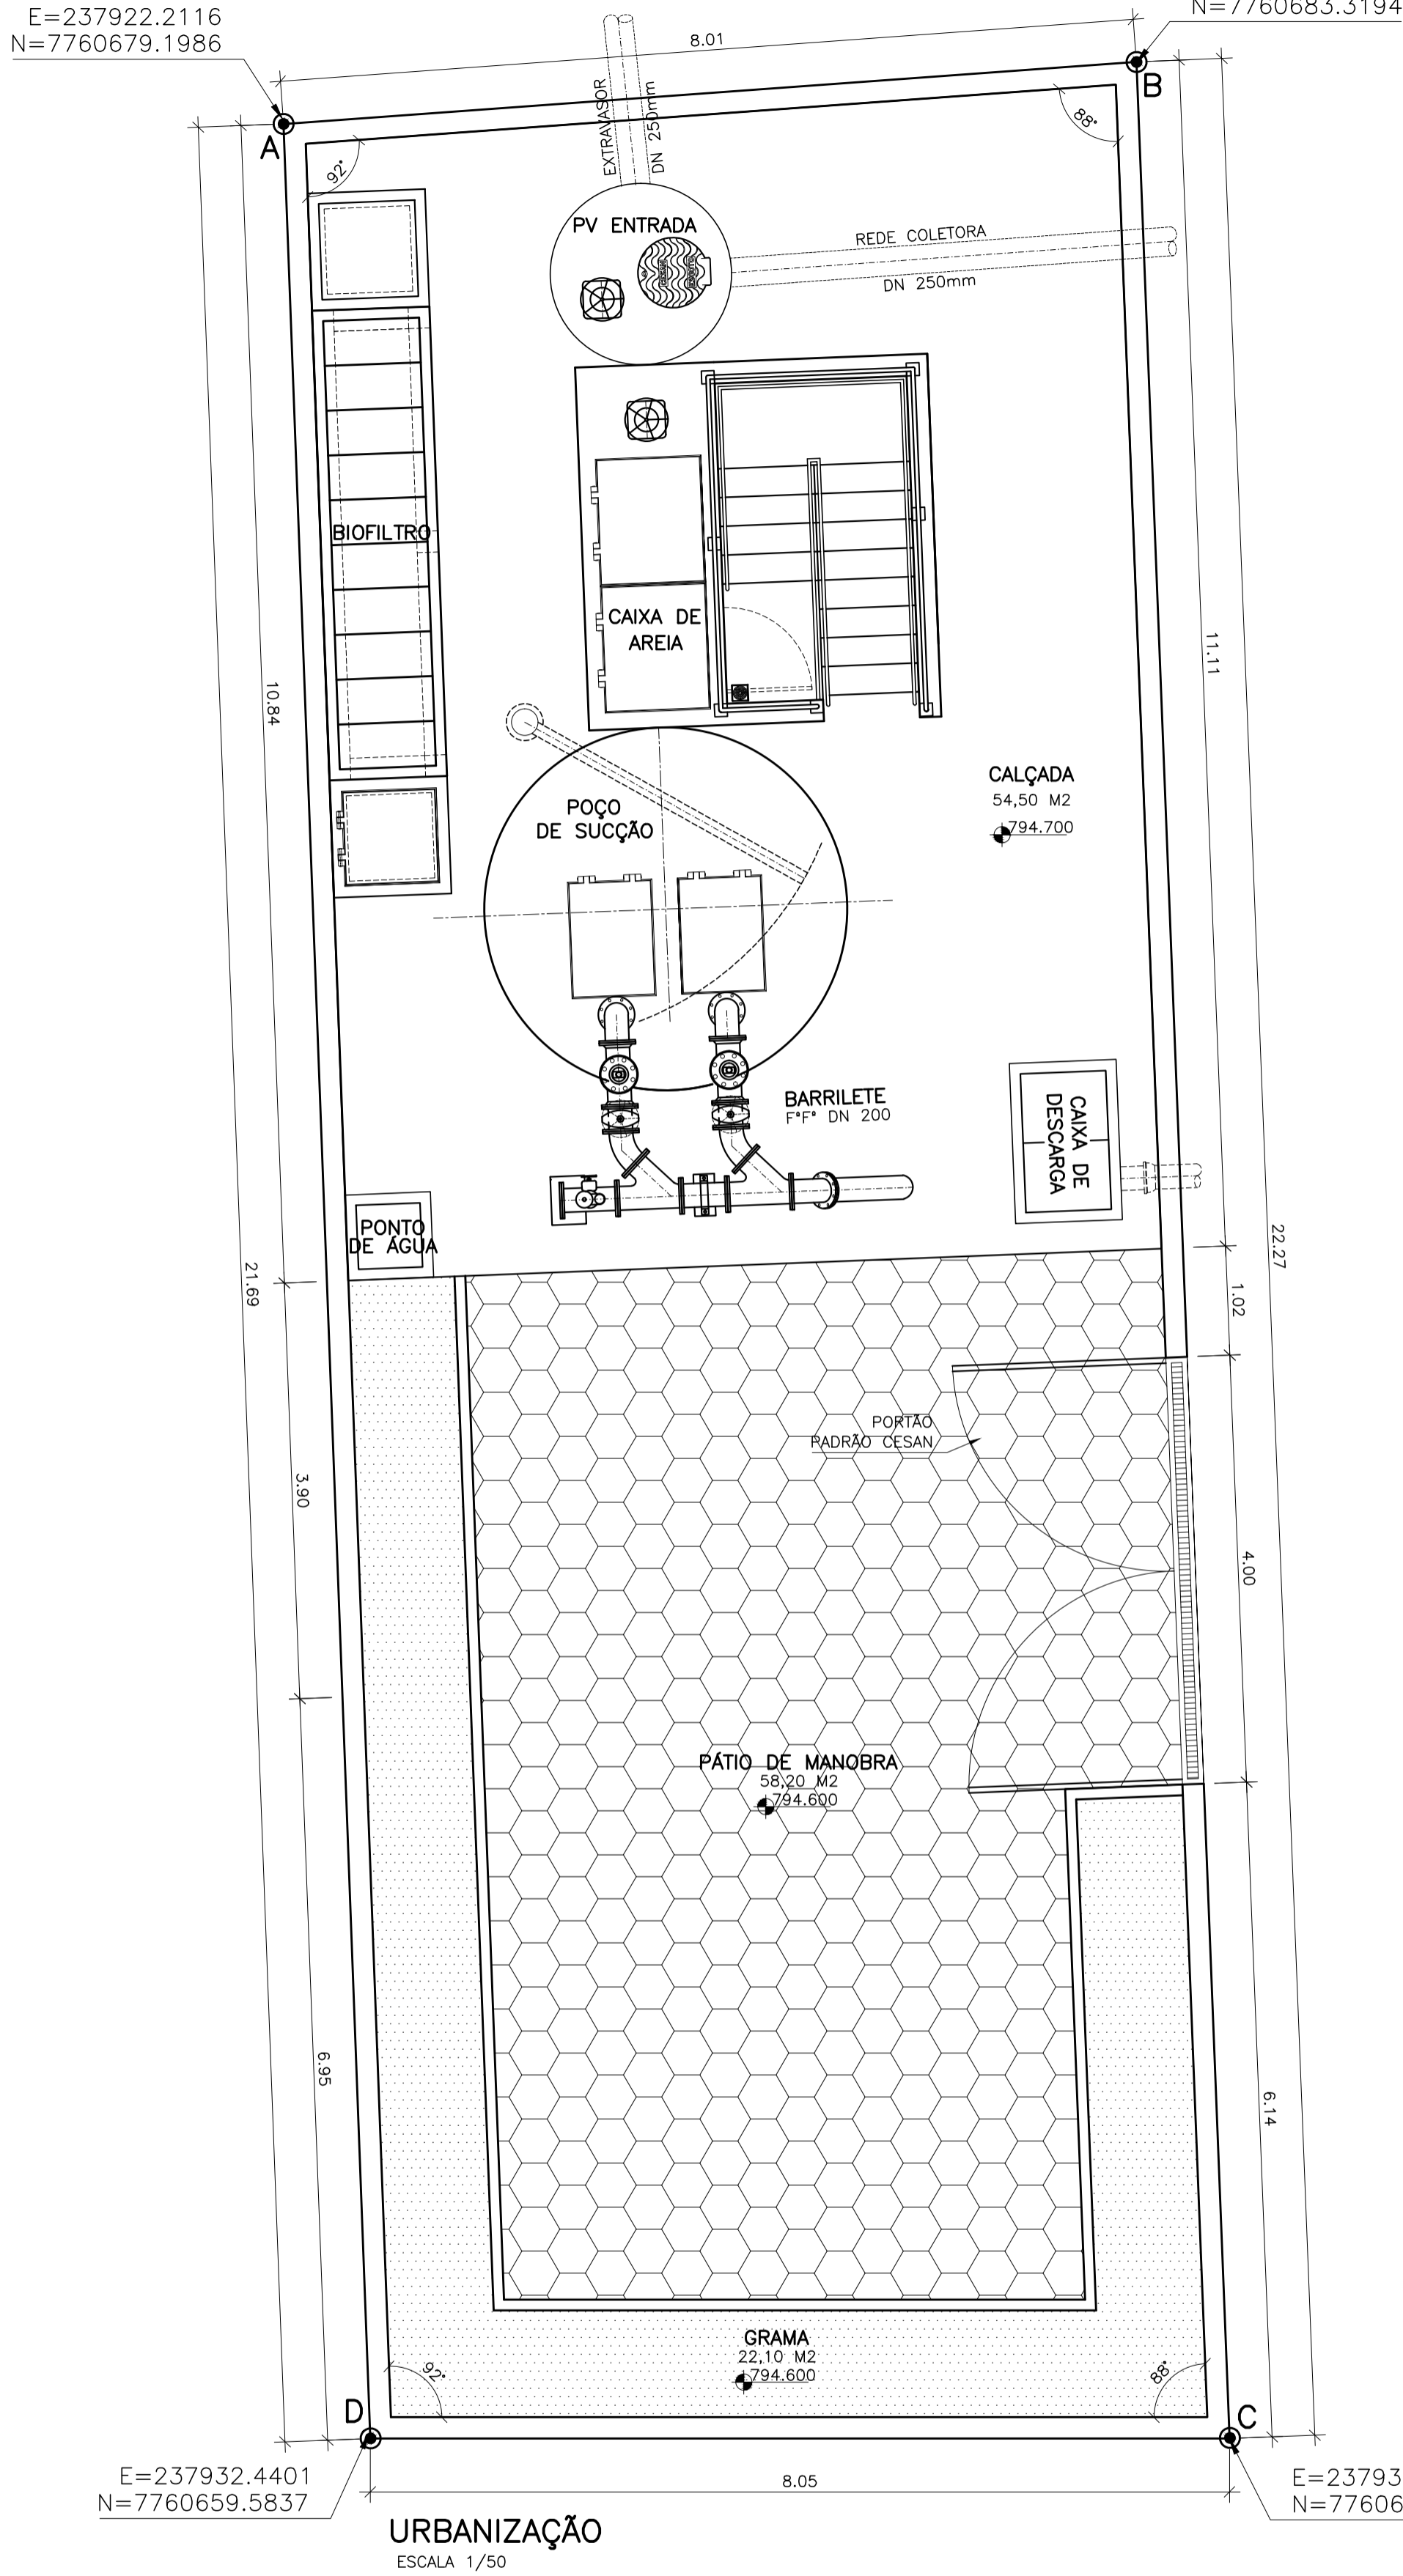 E=237922.2116
N=7760679.1986
N=7760683.3194
8.01
A
B
92°
88°
EXTRAVASOR
DN 250mm
PV ENTRADA
REDE COLETORA
DN 250mm
BIOFILTRO
CAIXA DE
AREIA
11.11
10.84
CALÇADA
54,50 M2
794.700
POÇO
DE SUCÇÃO
BARRILETE
F°F° DN 200
CAIXA DE
DESCARGA
PONTO
DE ÁGUA
21.69
22.27
1.02
PORTÃO
PADRÃO CESAN
3.90
4.00
PÁTIO DE MANOBRA
58,20 M2
794.600
6.95
6.14
GRAMA
22,10 M2
794.600
92°
88°
D
C
E=237932.4401
N=7760659.5837
8.05
E=23793
N=77606
URBANIZAÇÃO
ESCALA 1/50